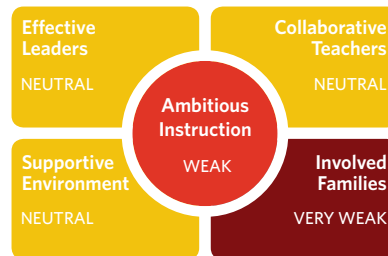 Effective
Leaders
NEUTRAL
Collaborative
Teachers
NEUTRAL
Ambitious
Instruction
WEAK
Supportive
Environment
NEUTRAL
Involved
Families
VERY WEAK